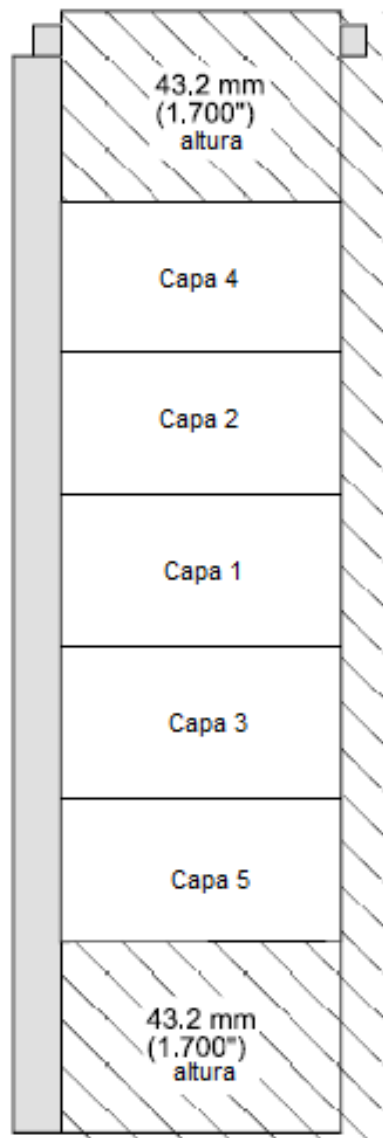 43.2 mm
(1.700")
altura
Capa 4
Capa 2
Capa 1
Capa 3
Capa 5
43.2 mm
(1.700")
altura